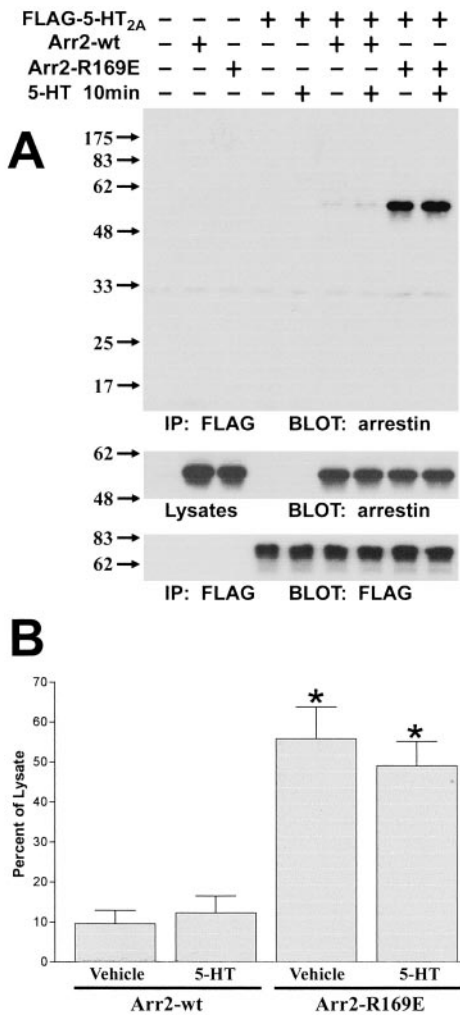 FLAG-5-HT2A − − − + + + + + +
Arr2-wt − + − − − + + − −
Arr2-R169E − − + − − − − + +
5-HT 10min − − − − + − + − +
A
175
83
62
48
33
25
17
IP: FLAG BLOT: arrestin
62
48
Lysates BLOT: arrestin
83
62
IP: FLAG BLOT: FLAG
B
Percent of Lysate
70
60
50
40
30
20
10
0
* *
Vehicle 5-HT Vehicle 5-HT
Arr2-wt Arr2-R169E